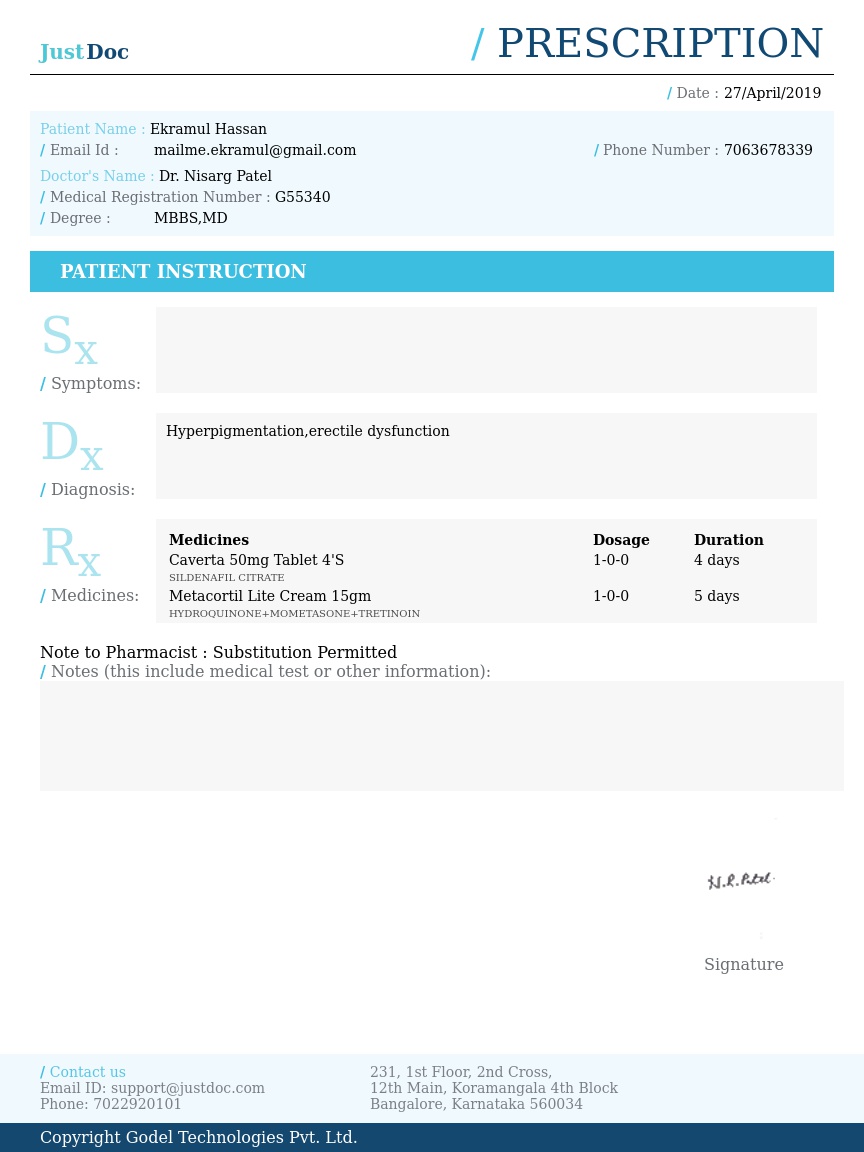 JustDoc
/ PRESCRIPTION
/ Date : 27/April/2019
Patient Name : Ekramul Hassan
/ Email Id : mailme.ekramul@gmail.com / Phone Number : 7063678339
Doctor's Name : Dr. Nisarg Patel
/ Medical Registration Number : G55340
/ Degree : MBBS,MD
PATIENT INSTRUCTION
Sx
/ Symptoms:
Dx
/ Diagnosis:
Hyperpigmentation,erectile dysfunction
Rx
/ Medicines:
Medicines Dosage Duration
Caverta 50mg Tablet 4'S 1-0-0 4 days
SILDENAFIL CITRATE
Metacortil Lite Cream 15gm 1-0-0 5 days
HYDROQUINONE+MOMETASONE+TRETINOIN
Note to Pharmacist : Substitution Permitted
/ Notes (this include medical test or other information):
N.R.Patel.
Signature
/ Contact us
Email ID: support@justdoc.com
Phone: 7022920101
231, 1st Floor, 2nd Cross,
12th Main, Koramangala 4th Block
Bangalore, Karnataka 560034
Copyright Godel Technologies Pvt. Ltd.